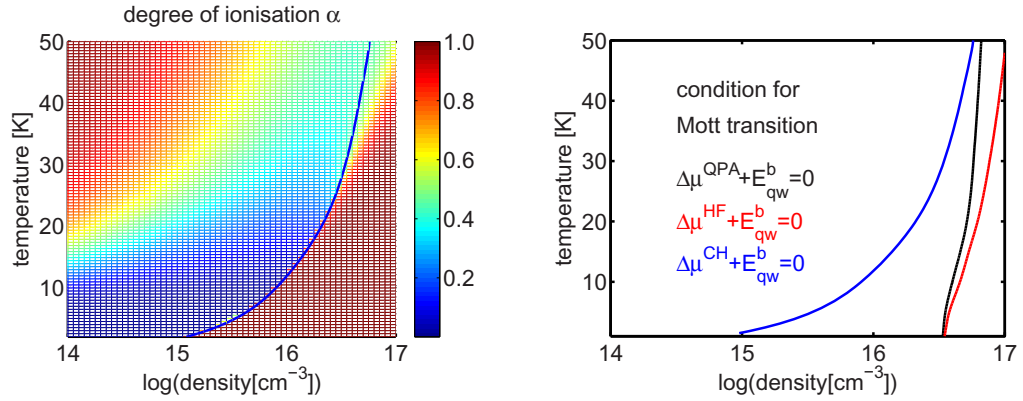 degree of ionisation α
50
40
30
20
10
temperature [K]
14
15
16
17
log(density[cm⁻³])
1.0
0.8
0.6
0.4
0.2
50
40
30
20
10
temperature [K]
condition for
Mott transition
Δμ^QPA+E^b_qw=0
Δμ^HF+E^b_qw=0
Δμ^CH+E^b_qw=0
14
15
16
17
log(density[cm⁻³])